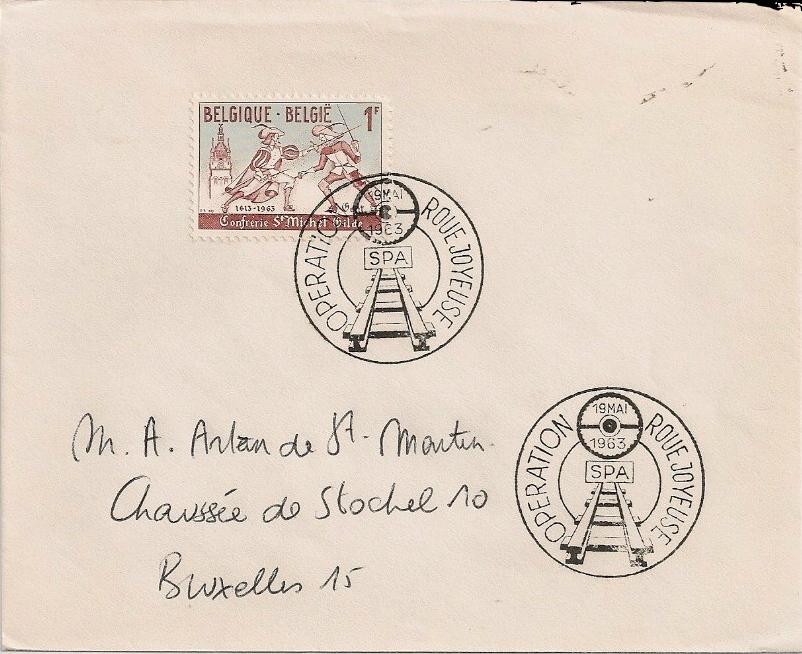 BELGIQUE · BELGIË 1F
1613-1963
Confrérie St Michel Gilde
19 MAI
1963
SPA
OPERATION ROUE JOYEUSE
M. A. Arlan de St. Martin
Chaussée de Stockel 10
Bruxelles 15
19 MAI
1963
SPA
OPERATION ROUE JOYEUSE